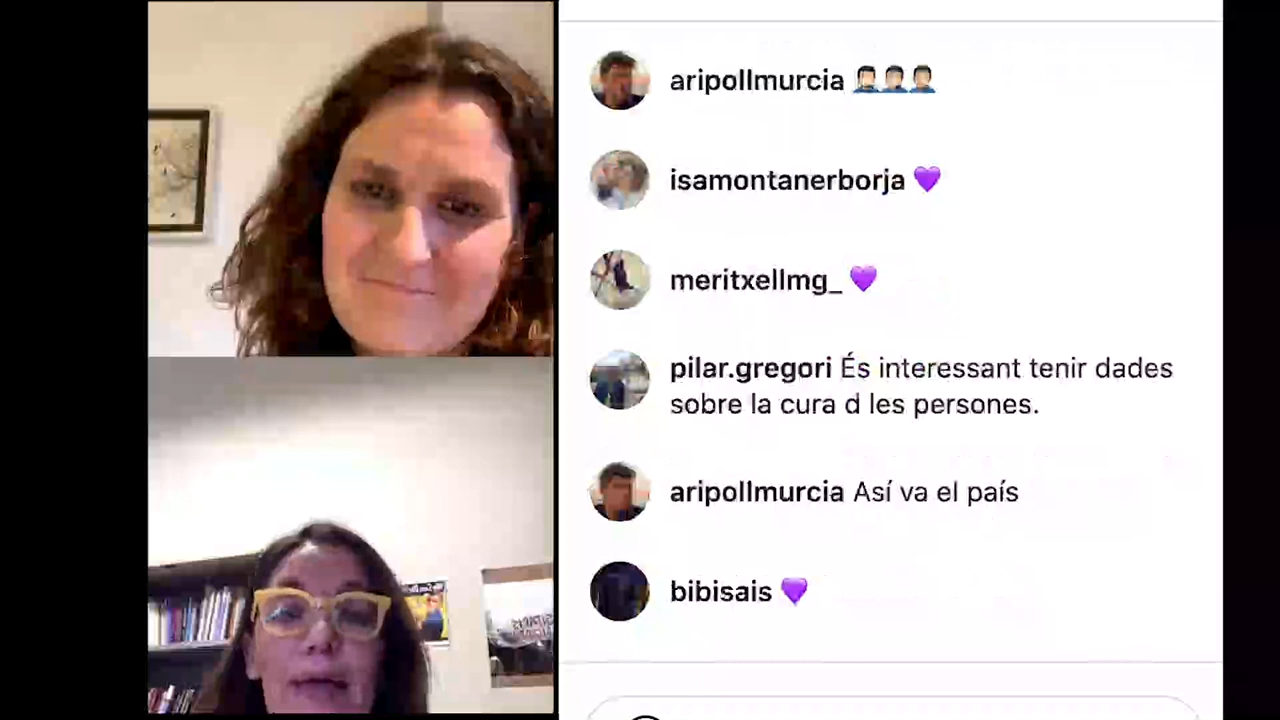 aripollmurcia 🤦🏻‍♂️🤦🏻‍♂️🤦🏻‍♂️
isamontanerborja 💜
meritxellmg_ 💜
pilar.gregori És interessant tenir dades
sobre la cura d les persones.
aripollmurcia Así va el país
bibisais 💜